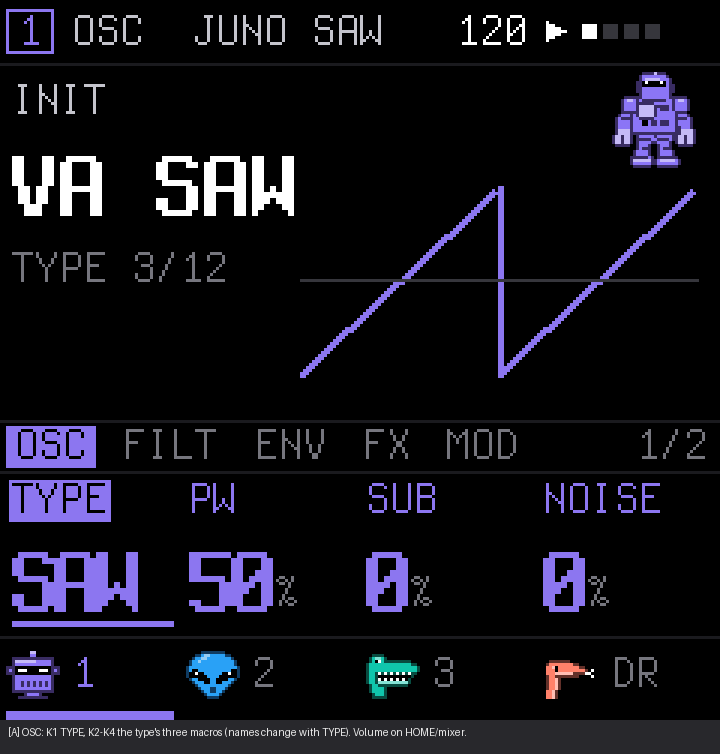 1 OSC JUNO SAW 120
INIT
VA SAW
TYPE 3/12
OSC FILT ENV FX MOD 1/2
TYPE PW SUB NOISE
SAW 50% 0% 0%
1 2 3 DR
[A] OSC: K1 TYPE, K2-K4 the type's three macros (names change with TYPE). Volume on HOME/mixer.